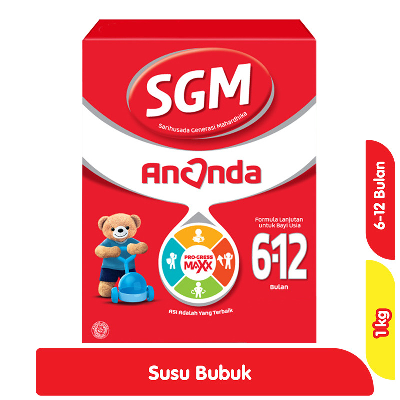 SGM
Sarihusada Generasi Mahardhika
Ananda
Formula Lanjutan
untuk Bayi Usia
6-12
Bulan
PRO-GRESS
MAXX
ASI Adalah Yang Terbaik
6-12 Bulan
1 kg
Susu Bubuk